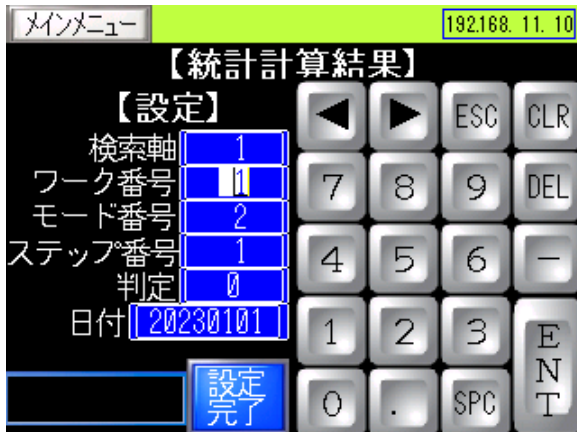 メインメニュー 192.168. 11. 10
【統計計算結果】
【設定】
検索軸 1
ワーク番号 1
モード番号 2
ステップ番号 1
判定 0
日付 20230101
設定
完了
◀ ▶ ESC CLR
7 8 9 DEL
4 5 6 -
1 2 3 ENT
0 . SPC